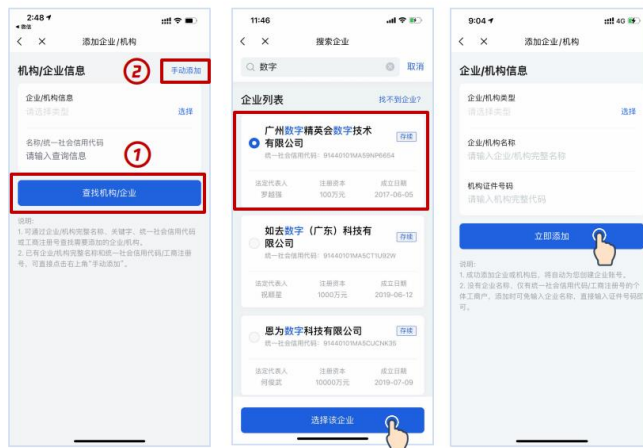 2:48
微信
添加企业/机构
机构/企业信息
②
手动添加
企业/机构信息
请选择类型
选择
名称/统一社会信用代码
请输入查询信息
①
查找机构/企业
说明:
1. 可通过企业/机构完整名称、关键字、统一社会信用代码
或工商注册号查找需要添加的企业/机构。
2. 已有企业/机构完整名称和统一社会信用代码/工商注册
号,可直接点击右上角“手动添加”。
11:46
搜索企业
数字
取消
企业列表
找不到企业?
广州数字精英会数字技术
有限公司
存续
统一社会信用代码: 91440101MA59NP6604
法定代表人
注册资本
成立日期
罗超强
100万元
2017-06-05
如去数字(广东)科技有
限公司
存续
统一社会信用代码: 91440101MA5CT1U92W
法定代表人
注册资本
成立日期
祝顺星
1000万元
2019-06-12
恩为数字科技有限公司
存续
统一社会信用代码: 91440101MA5CUCNK3S
法定代表人
注册资本
成立日期
何俊武
10000万元
2019-07-09
选择该企业
9:04
4G
添加企业/机构
企业/机构信息
企业/机构类型
请选择类型
选择
企业/机构名称
请输入企业/机构完整名称
机构证件号码
请输入机构完整代码
立即添加
说明:
1. 成功添加企业或机构后,将自动为您创建企业账号。
2. 没有企业名称,仅有统一社会信用代码/工商注册号的个
体工商户,添加时可免输入企业名称,直接输入证件号码即
可。